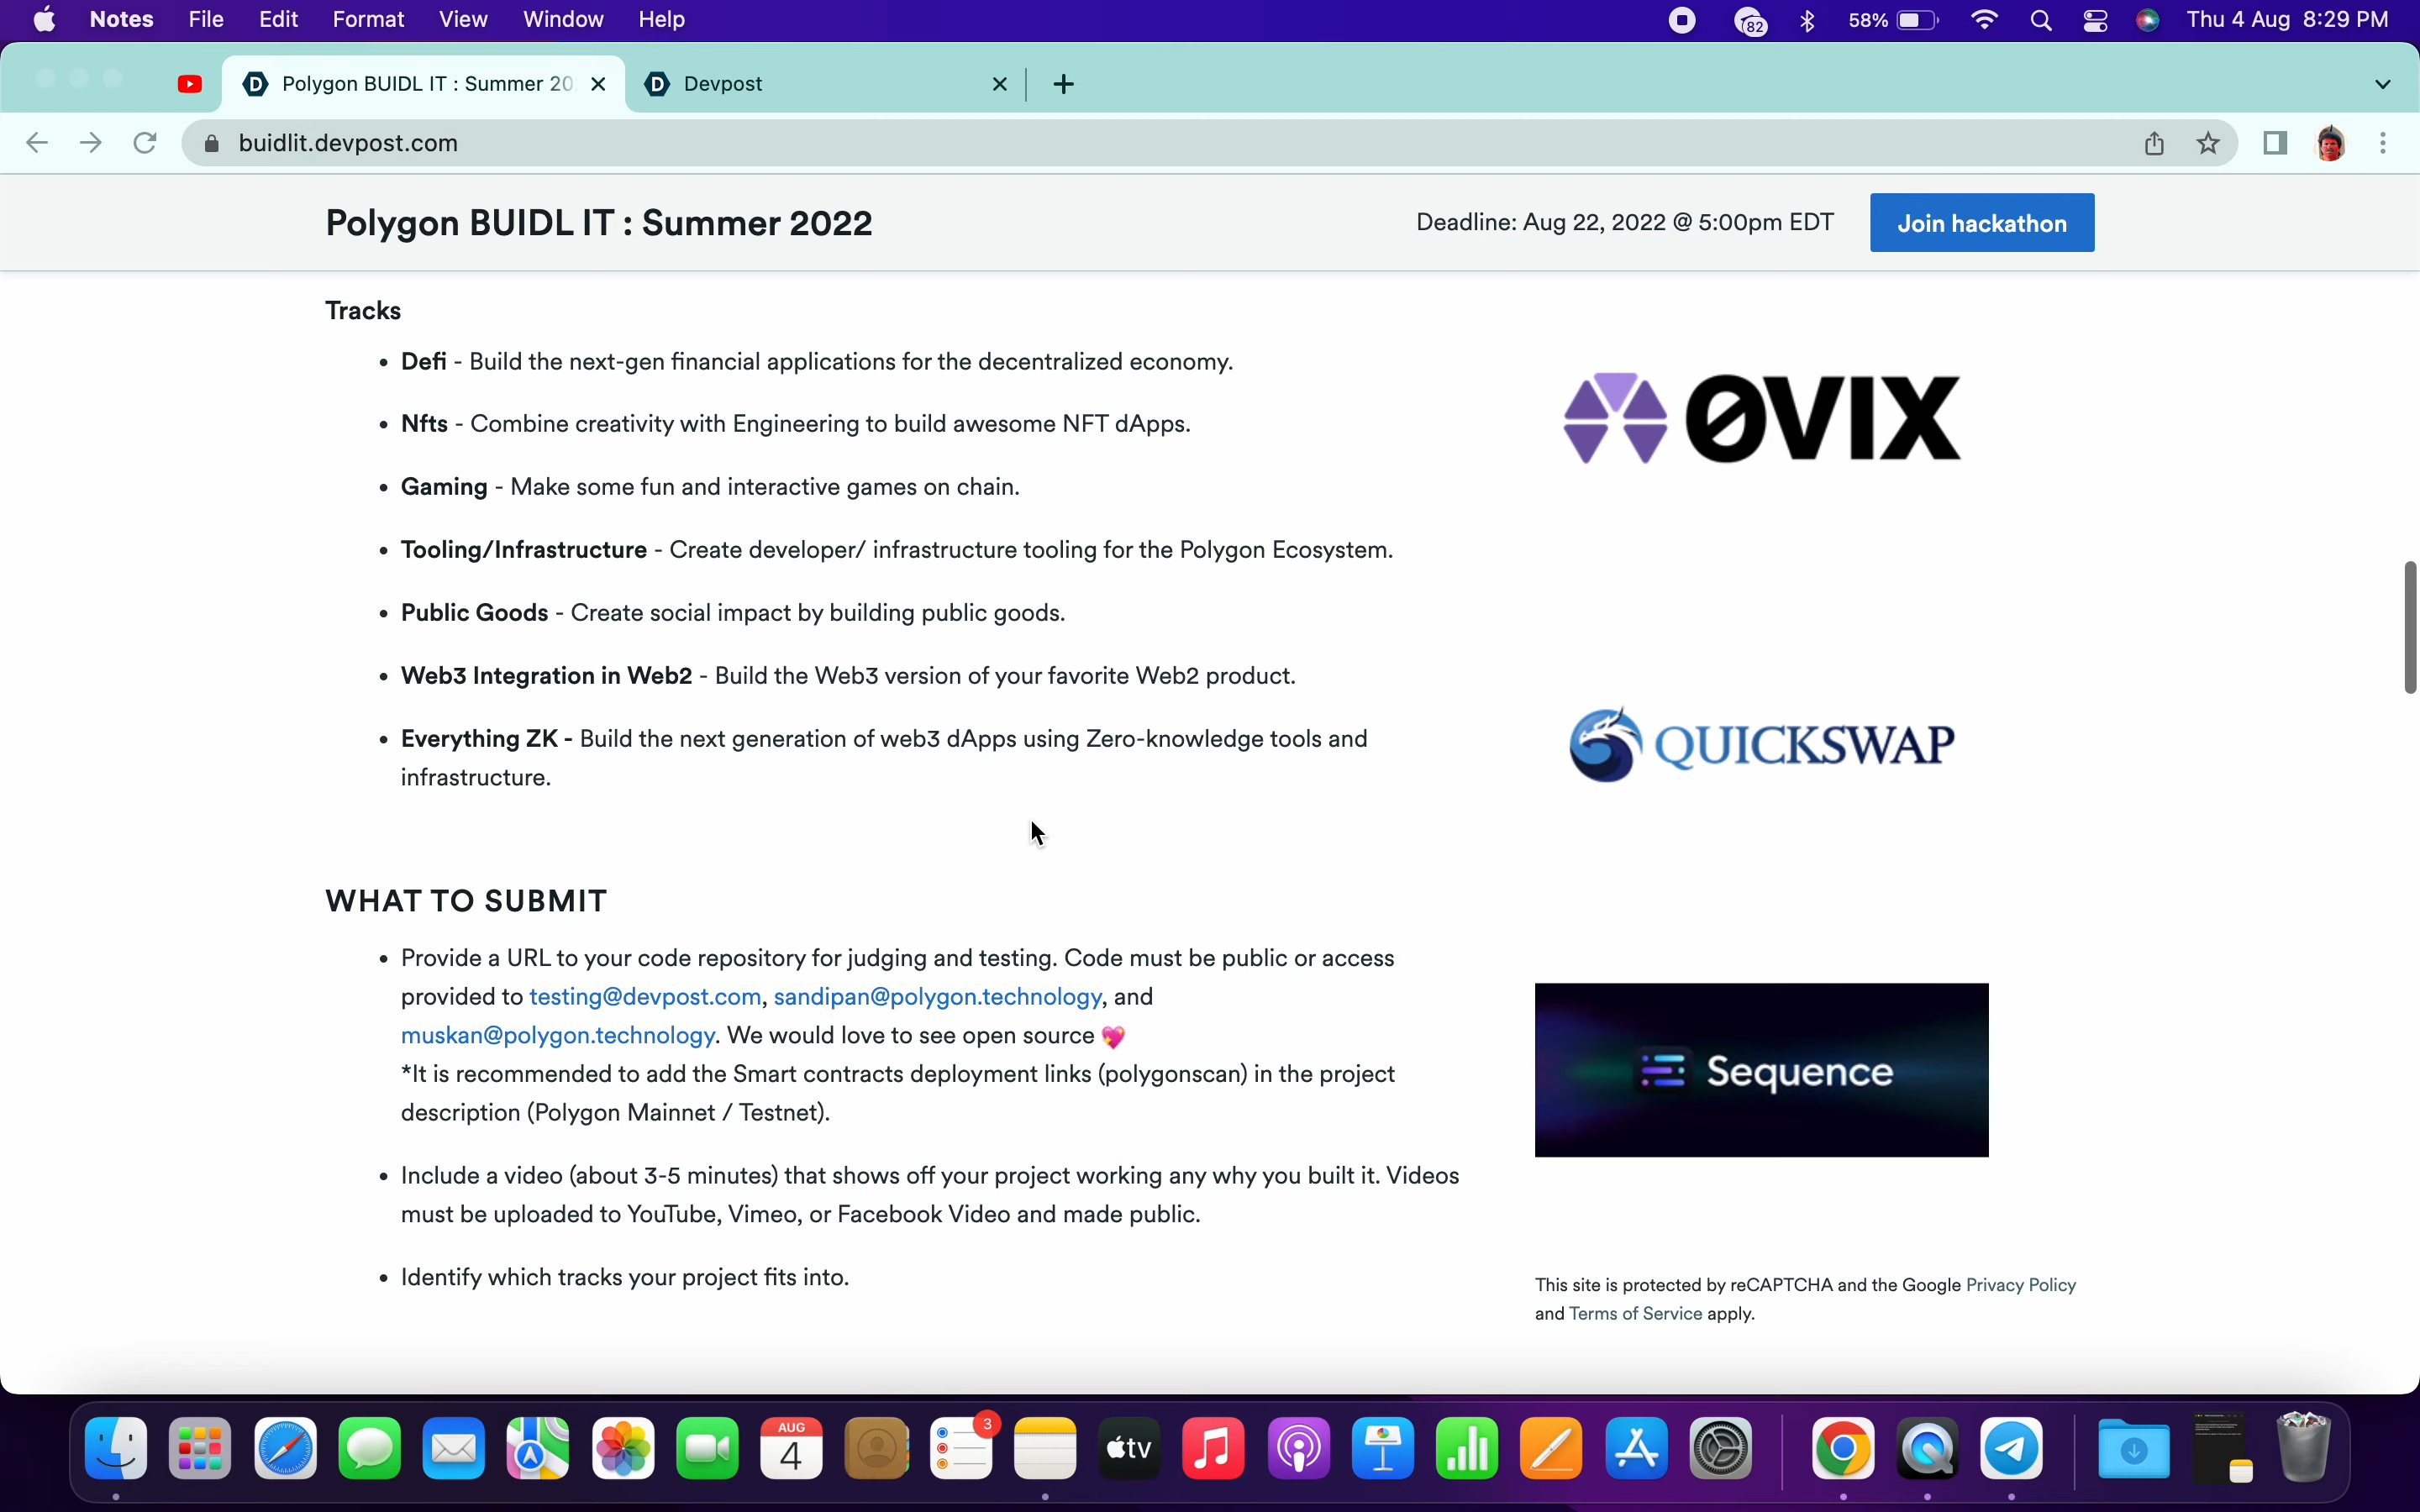 Notes File Edit Format View Window Help 82 58% Thu 4 Aug 8:29 PM
Polygon BUIDL IT : Summer 20 Devpost
buidlit.devpost.com
Polygon BUIDL IT : Summer 2022
Deadline: Aug 22, 2022 @ 5:00pm EDT
Join hackathon
Tracks
• Defi - Build the next-gen financial applications for the decentralized economy.
• Nfts - Combine creativity with Engineering to build awesome NFT dApps.
• Gaming - Make some fun and interactive games on chain.
• Tooling/Infrastructure - Create developer/ infrastructure tooling for the Polygon Ecosystem.
• Public Goods - Create social impact by building public goods.
• Web3 Integration in Web2 - Build the Web3 version of your favorite Web2 product.
• Everything ZK - Build the next generation of web3 dApps using Zero-knowledge tools and
infrastructure.
WHAT TO SUBMIT
• Provide a URL to your code repository for judging and testing. Code must be public or access
provided to testing@devpost.com, sandipan@polygon.technology, and
muskan@polygon.technology. We would love to see open source 💖
*It is recommended to add the Smart contracts deployment links (polygonscan) in the project
description (Polygon Mainnet / Testnet).
• Include a video (about 3-5 minutes) that shows off your project working any why you built it. Videos
must be uploaded to YouTube, Vimeo, or Facebook Video and made public.
• Identify which tracks your project fits into.
0VIX
QUICKSWAP
Sequence
This site is protected by reCAPTCHA and the Google Privacy Policy
and Terms of Service apply.
AUG
4
3
tv